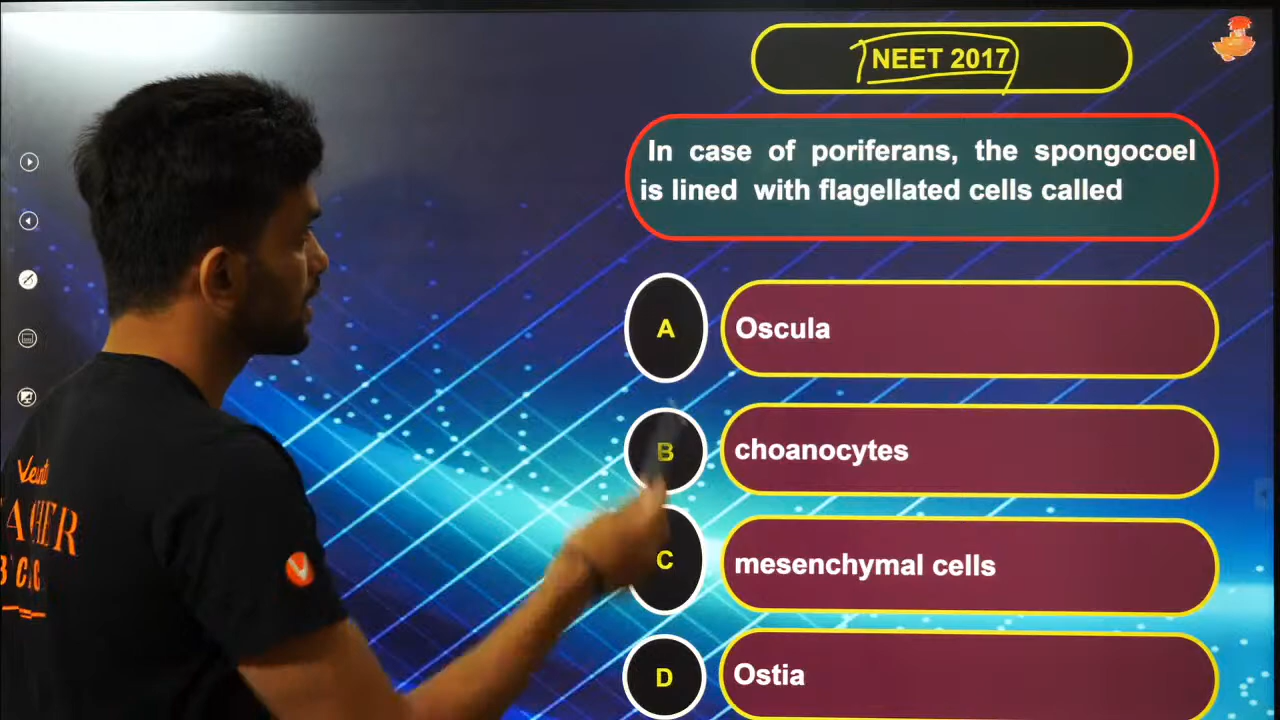 NEET 2017
In case of poriferans, the spongocoel
is lined with flagellated cells called
A
Oscula
B
choanocytes
C
mesenchymal cells
D
Ostia